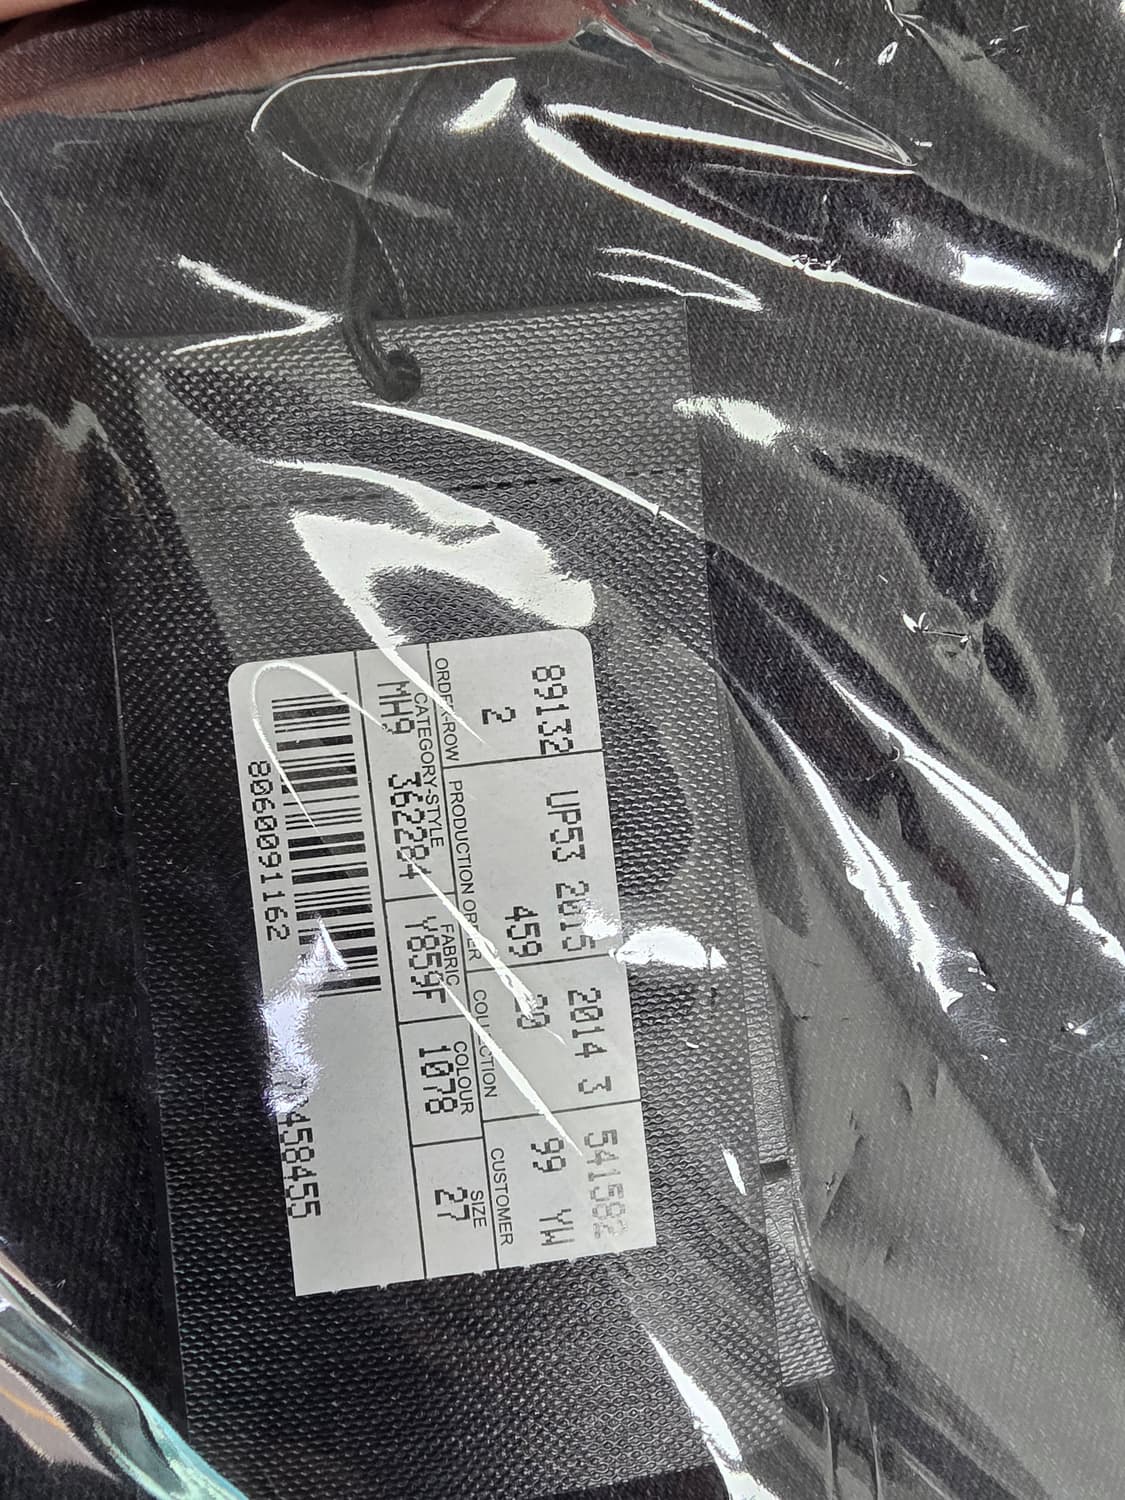 89132 UP53 2015 2014 3 541582
2 459 20 99 YW
ORDER-ROW PRODUCTION ORDER COLLECTION CUSTOMER
CATEGORY-STYLE FABRIC COLOUR SIZE
MH9 362284 Y859F 1078 27
8060091162 458455